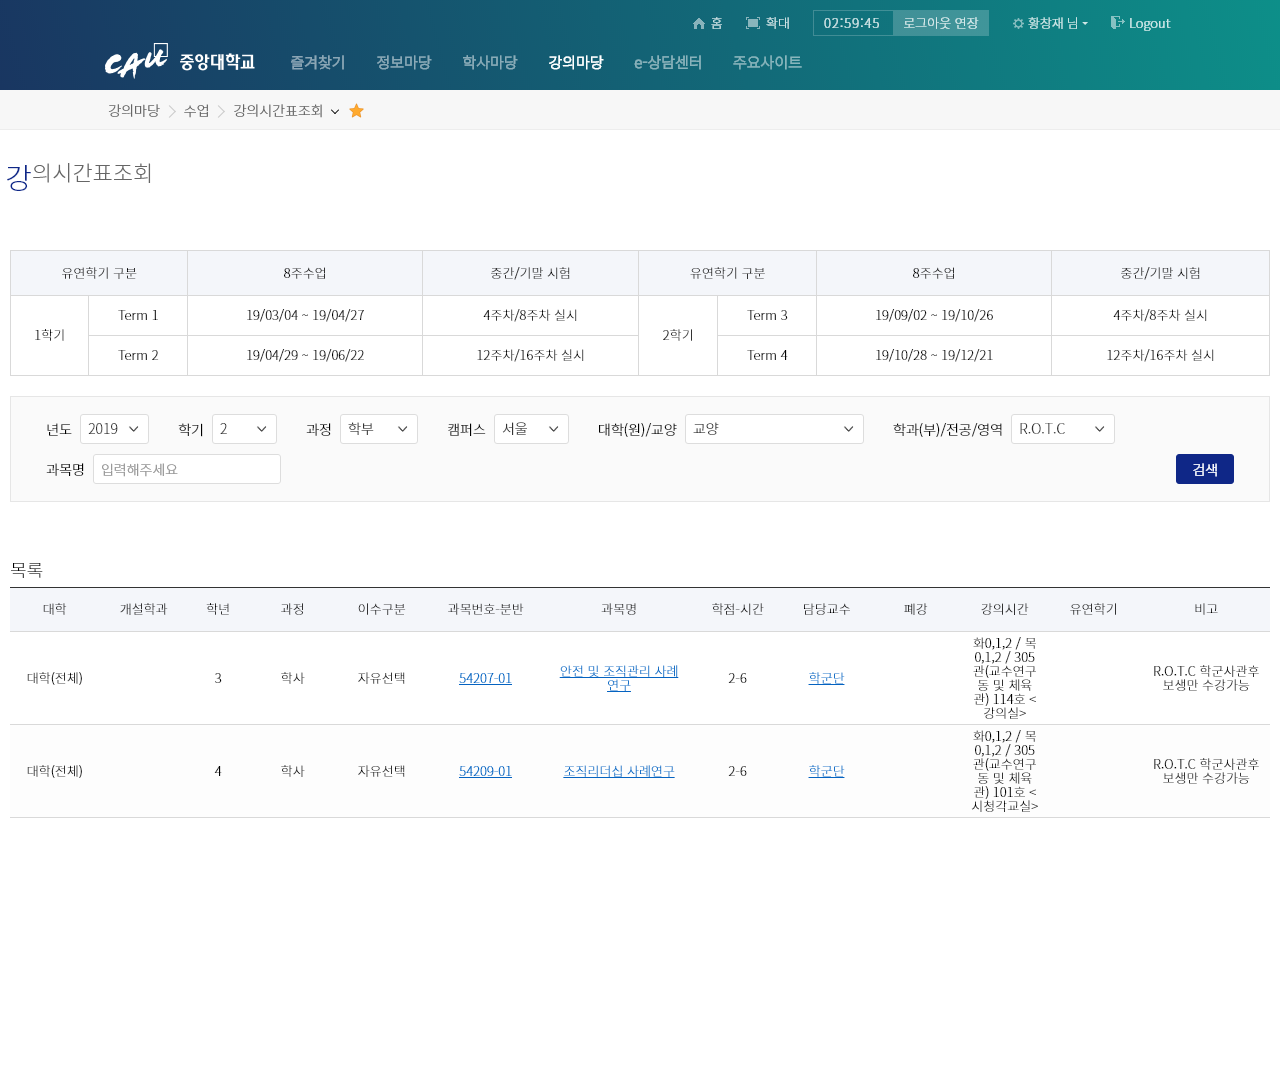 홈 확대 02:59:45 로그아웃 연장 황창재 님 Logout
CAU 중앙대학교 즐겨찾기 정보마당 학사마당 강의마당 e-상담센터 주요사이트
강의마당 수업 강의시간표조회
강의시간표조회
유연학기 구분 8주수업 중간/기말 시험 유연학기 구분 8주수업 중간/기말 시험
1학기 Term 1 19/03/04 ~ 19/04/27 4주차/8주차 실시 2학기 Term 3 19/09/02 ~ 19/10/26 4주차/8주차 실시
Term 2 19/04/29 ~ 19/06/22 12주차/16주차 실시 Term 4 19/10/28 ~ 19/12/21 12주차/16주차 실시
년도 2019 학기 2 과정 학부 캠퍼스 서울 대학(원)/교양 교양 학과(부)/전공/영역 R.O.T.C
과목명 입력해주세요 검색
목록
대학 개설학과 학년 과정 이수구분 과목번호-분반 과목명 학점-시간 담당교수 폐강 강의시간 유연학기 비고
대학(전체) 3 학사 자유선택 54207-01
안전 및 조직관리 사례
연구
2-6 학군단
화0,1,2 / 목
0,1,2 / 305
관(교수연구
동 및 체육
관) 114호 <
강의실>
R.O.T.C 학군사관후
보생만 수강가능
대학(전체) 4 학사 자유선택 54209-01 조직리더십 사례연구 2-6 학군단
화0,1,2 / 목
0,1,2 / 305
관(교수연구
동 및 체육
관) 101호 <
시청각교실>
R.O.T.C 학군사관후
보생만 수강가능